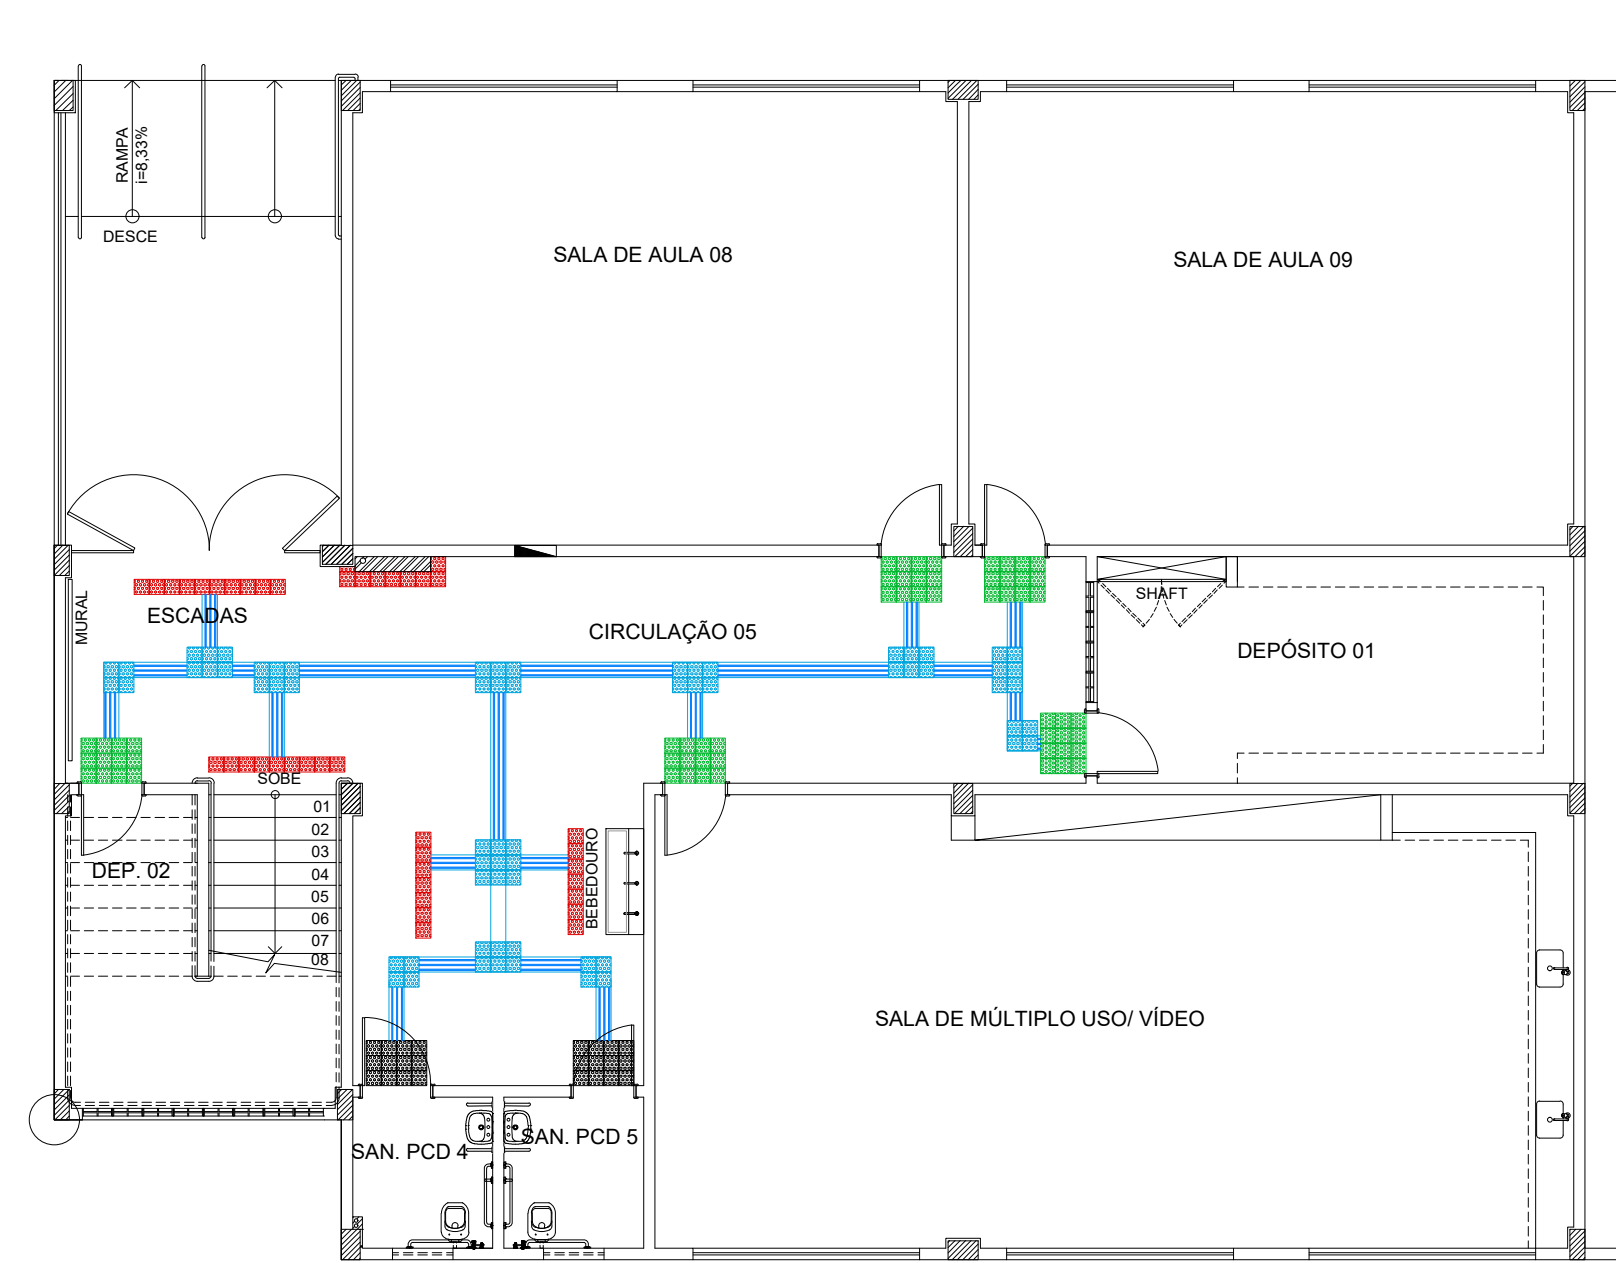 RAMPA
i=8,33%
DESCE
SALA DE AULA 08
SALA DE AULA 09
MURAL
ESCADAS
CIRCULAÇÃO 05
SHAFT
DEPÓSITO 01
SOBE
01
02
03
04
05
06
07
08
DEP. 02
BEBEDOURO
SALA DE MÚLTIPLO USO/ VÍDEO
SAN. PCD 4
SAN. PCD 5